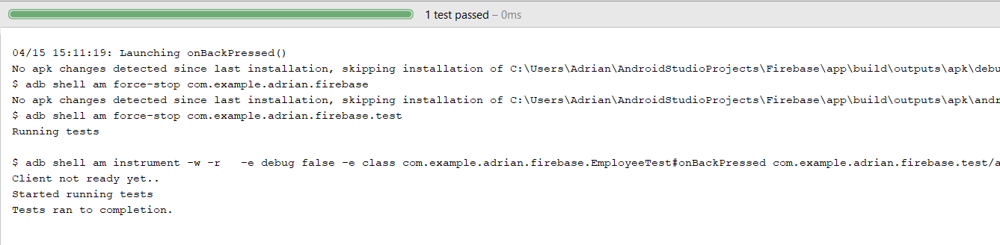 1 test passed – 0ms
04/15 15:11:19: Launching onBackPressed()
No apk changes detected since last installation, skipping installation of C:\Users\Adrian\AndroidStudioProjects\Firebase\app\build\outputs\apk\debu
$ adb shell am force-stop com.example.adrian.firebase
No apk changes detected since last installation, skipping installation of C:\Users\Adrian\AndroidStudioProjects\Firebase\app\build\outputs\apk\andr
$ adb shell am force-stop com.example.adrian.firebase.test
Running tests
$ adb shell am instrument -w -r   -e debug false -e class com.example.adrian.firebase.EmployeeTest#onBackPressed com.example.adrian.firebase.test/a
Client not ready yet..
Started running tests
Tests ran to completion.